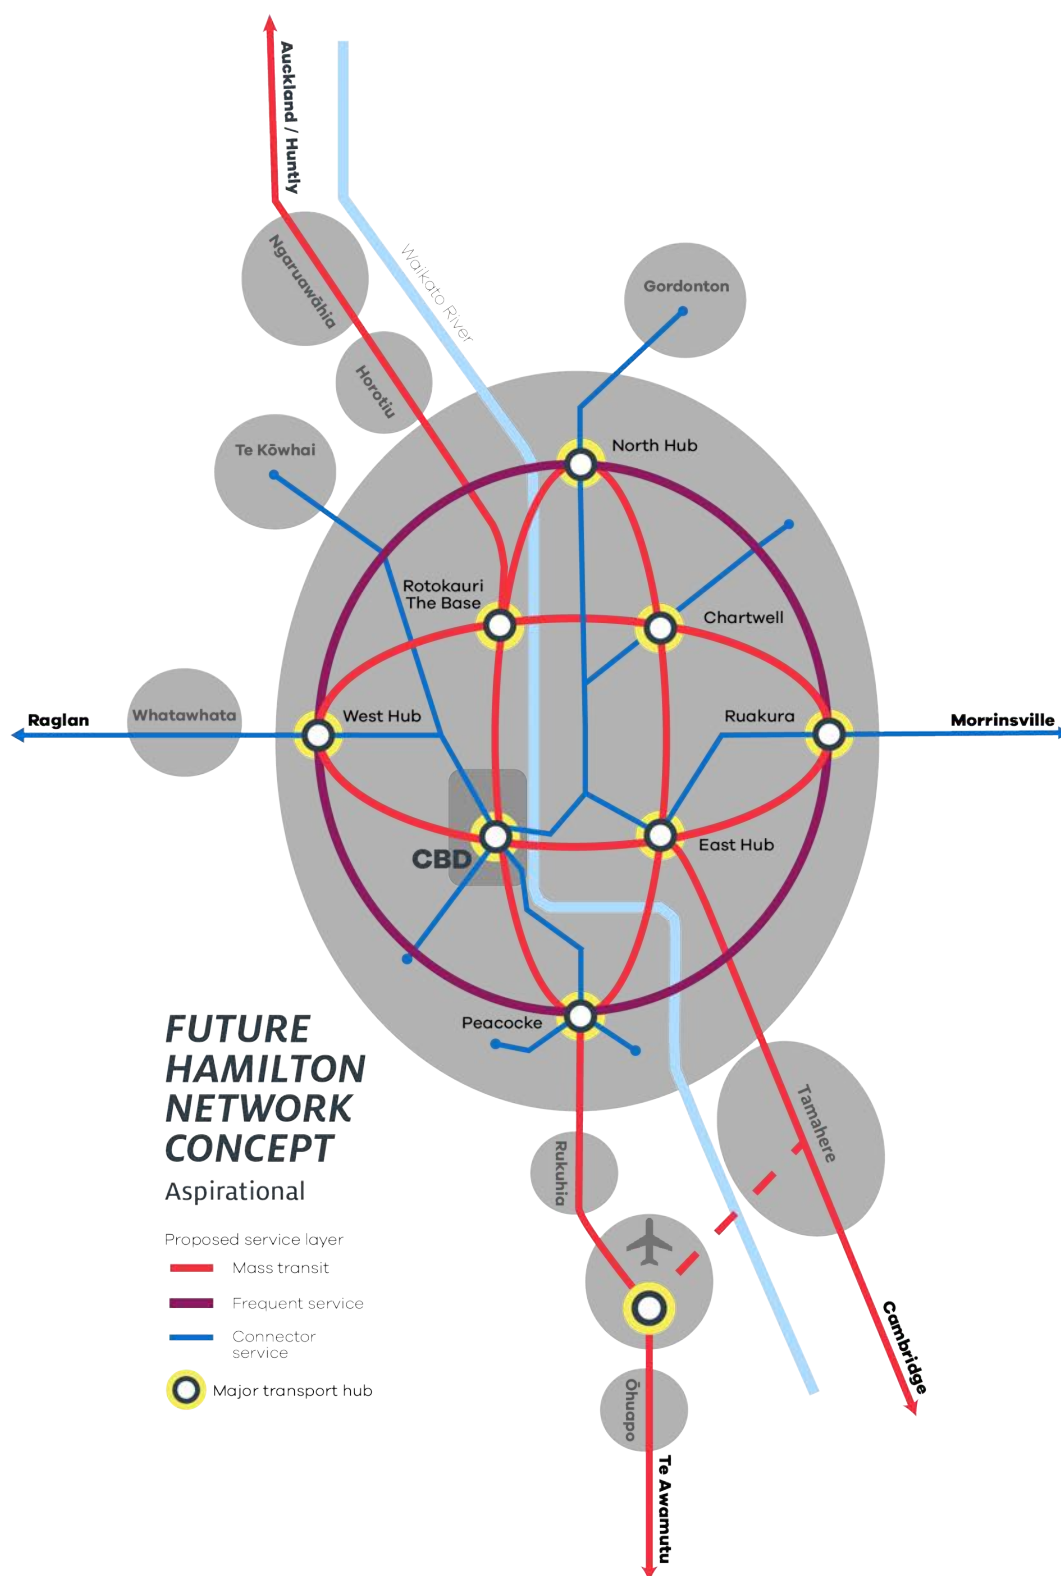 Auckland / Huntly
Ngaruawāhia
Waikato River
Gordonton
Horotiu
North Hub
Te Kōwhai
Rotokauri
The Base
Chartwell
Whatawhata
Raglan
West Hub
Ruakura
Morrinsville
CBD
East Hub
Peacocke
FUTURE
HAMILTON
NETWORK
CONCEPT
Aspirational
Tamahere
Rukuhia
Proposed service layer
Mass transit
Frequent service
Connector
service
Major transport hub
Cambridge
Ōhuapo
Te Awamutu